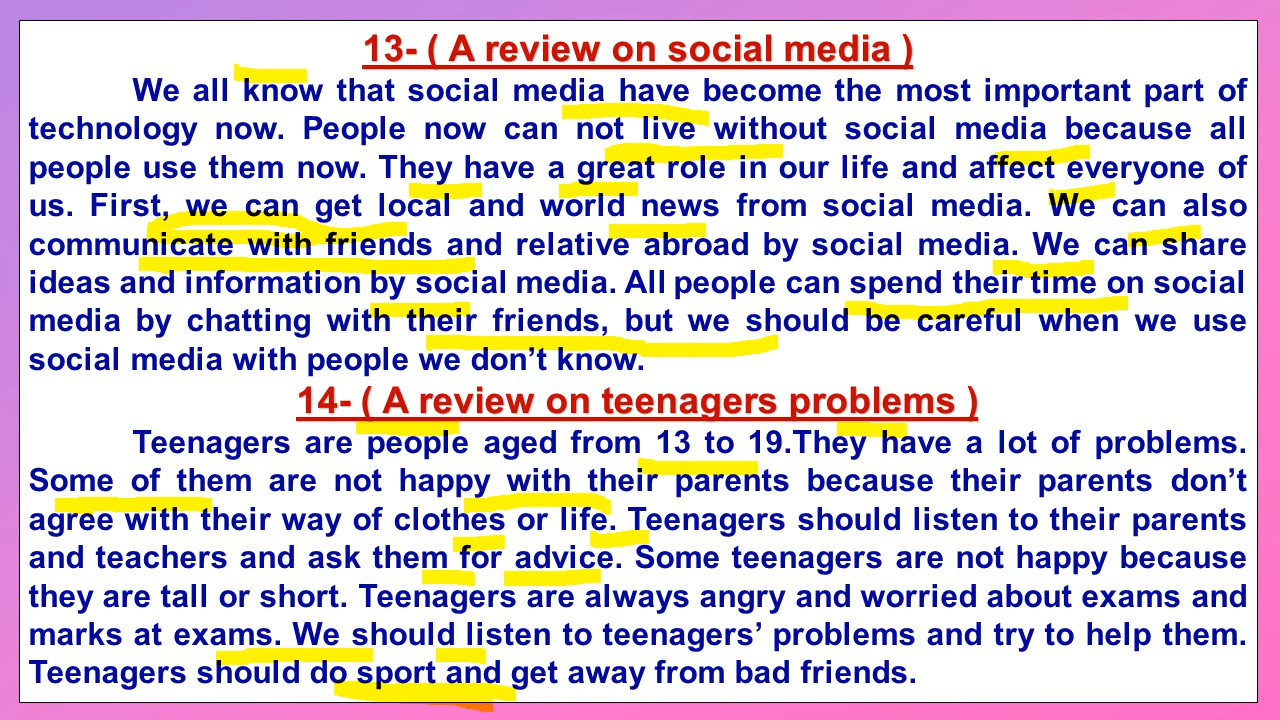 13- ( A review on social media )
We all know that social media have become the most important part of
technology now. People now can not live without social media because all
people use them now. They have a great role in our life and affect everyone of
us. First, we can get local and world news from social media. We can also
communicate with friends and relative abroad by social media. We can share
ideas and information by social media. All people can spend their time on social
media by chatting with their friends, but we should be careful when we use
social media with people we don’t know.
14- ( A review on teenagers problems )
Teenagers are people aged from 13 to 19.They have a lot of problems.
Some of them are not happy with their parents because their parents don’t
agree with their way of clothes or life. Teenagers should listen to their parents
and teachers and ask them for advice. Some teenagers are not happy because
they are tall or short. Teenagers are always angry and worried about exams and
marks at exams. We should listen to teenagers’ problems and try to help them.
Teenagers should do sport and get away from bad friends.